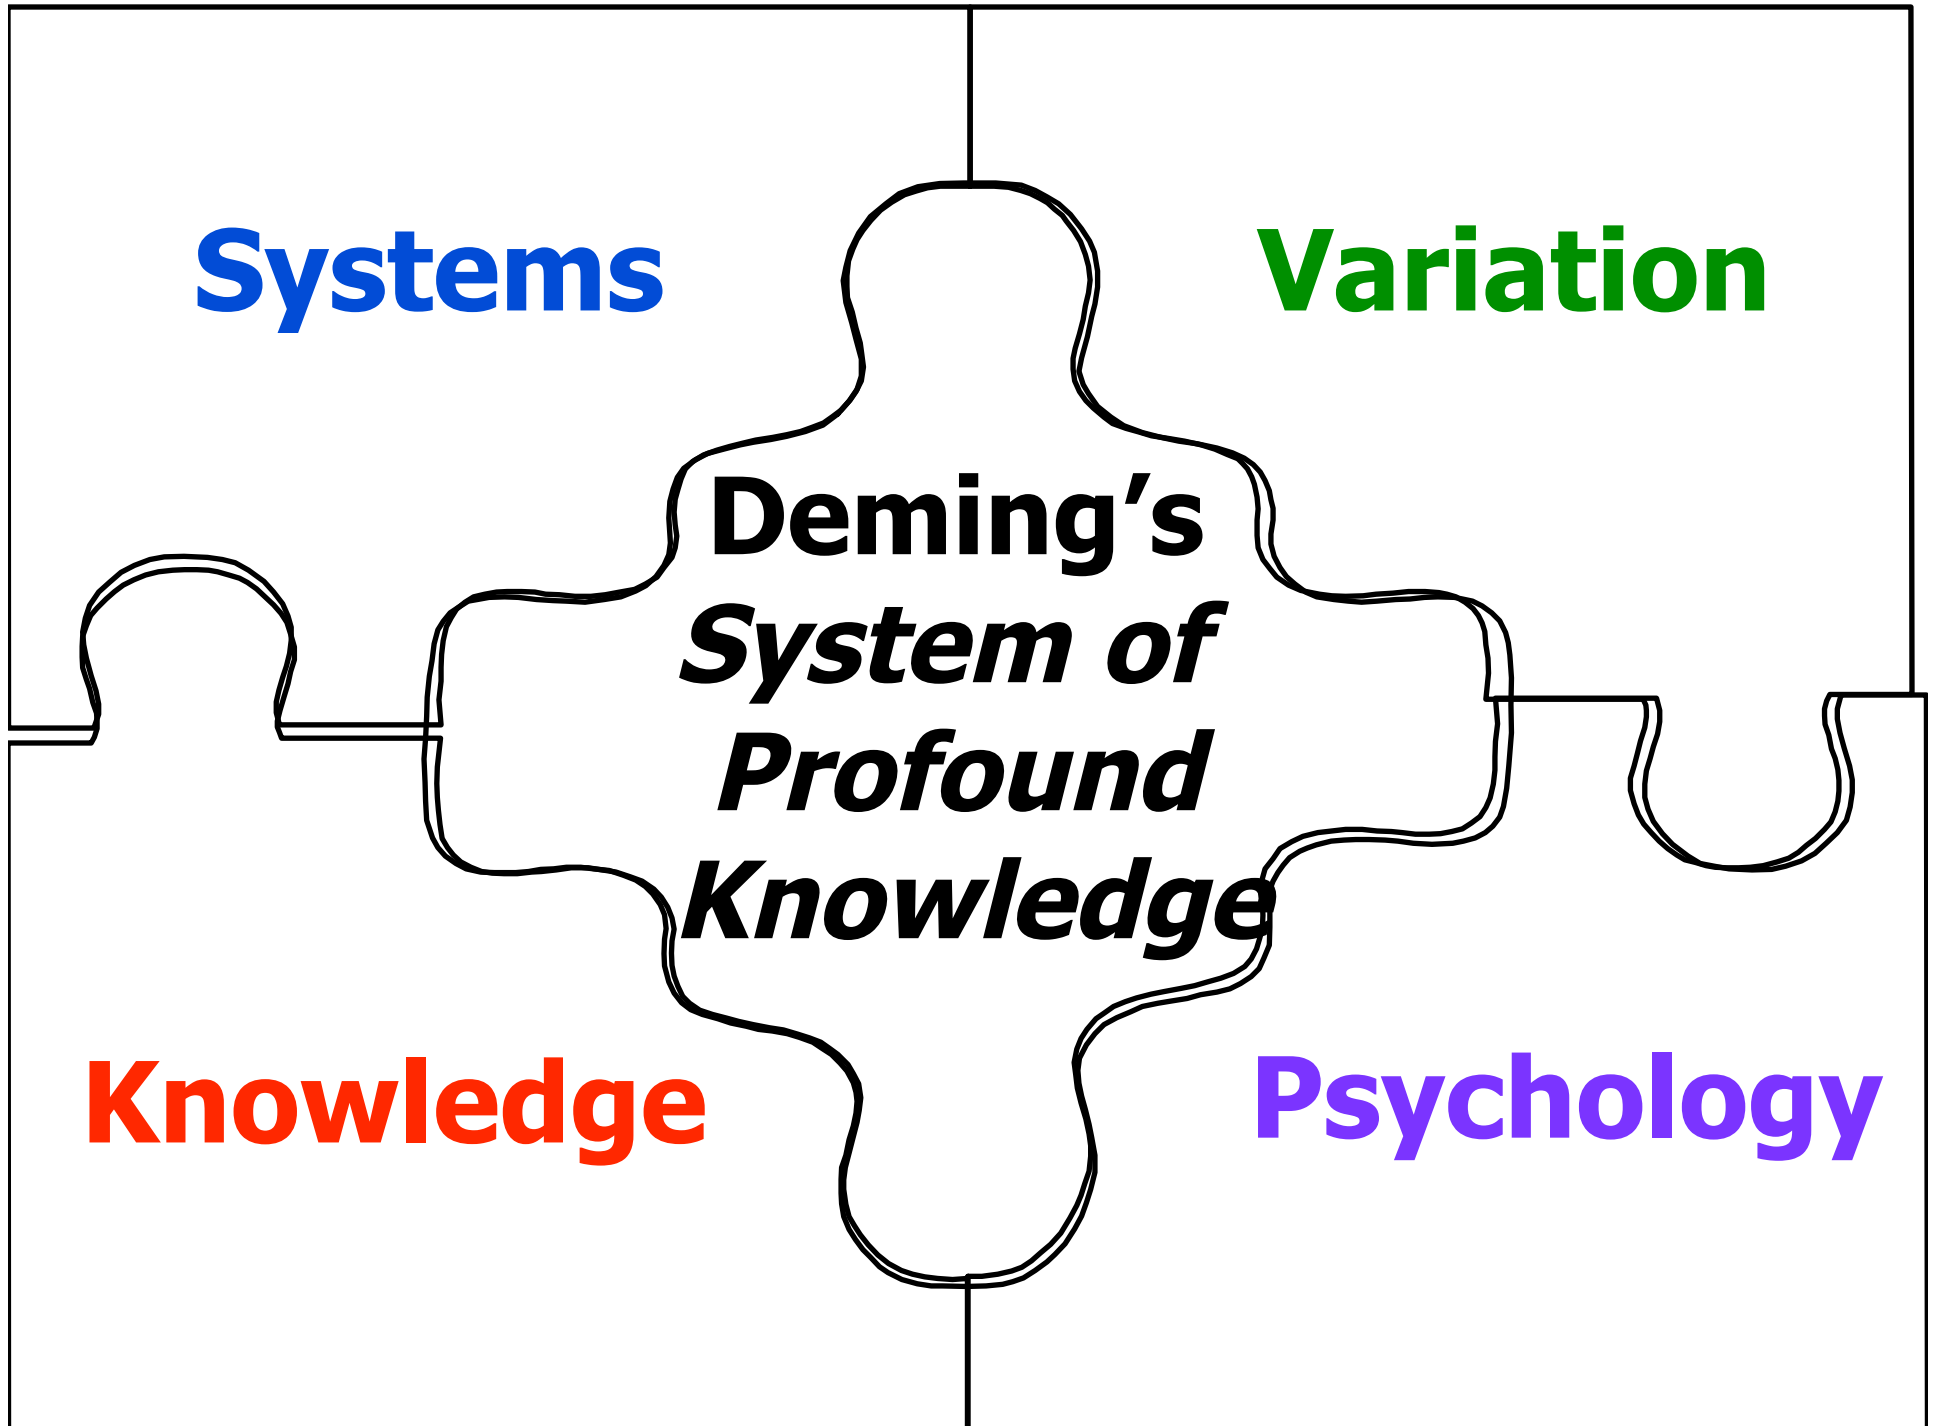 Systems
Variation
Deming’s
System of
Profound
Knowledge
Knowledge
Psychology